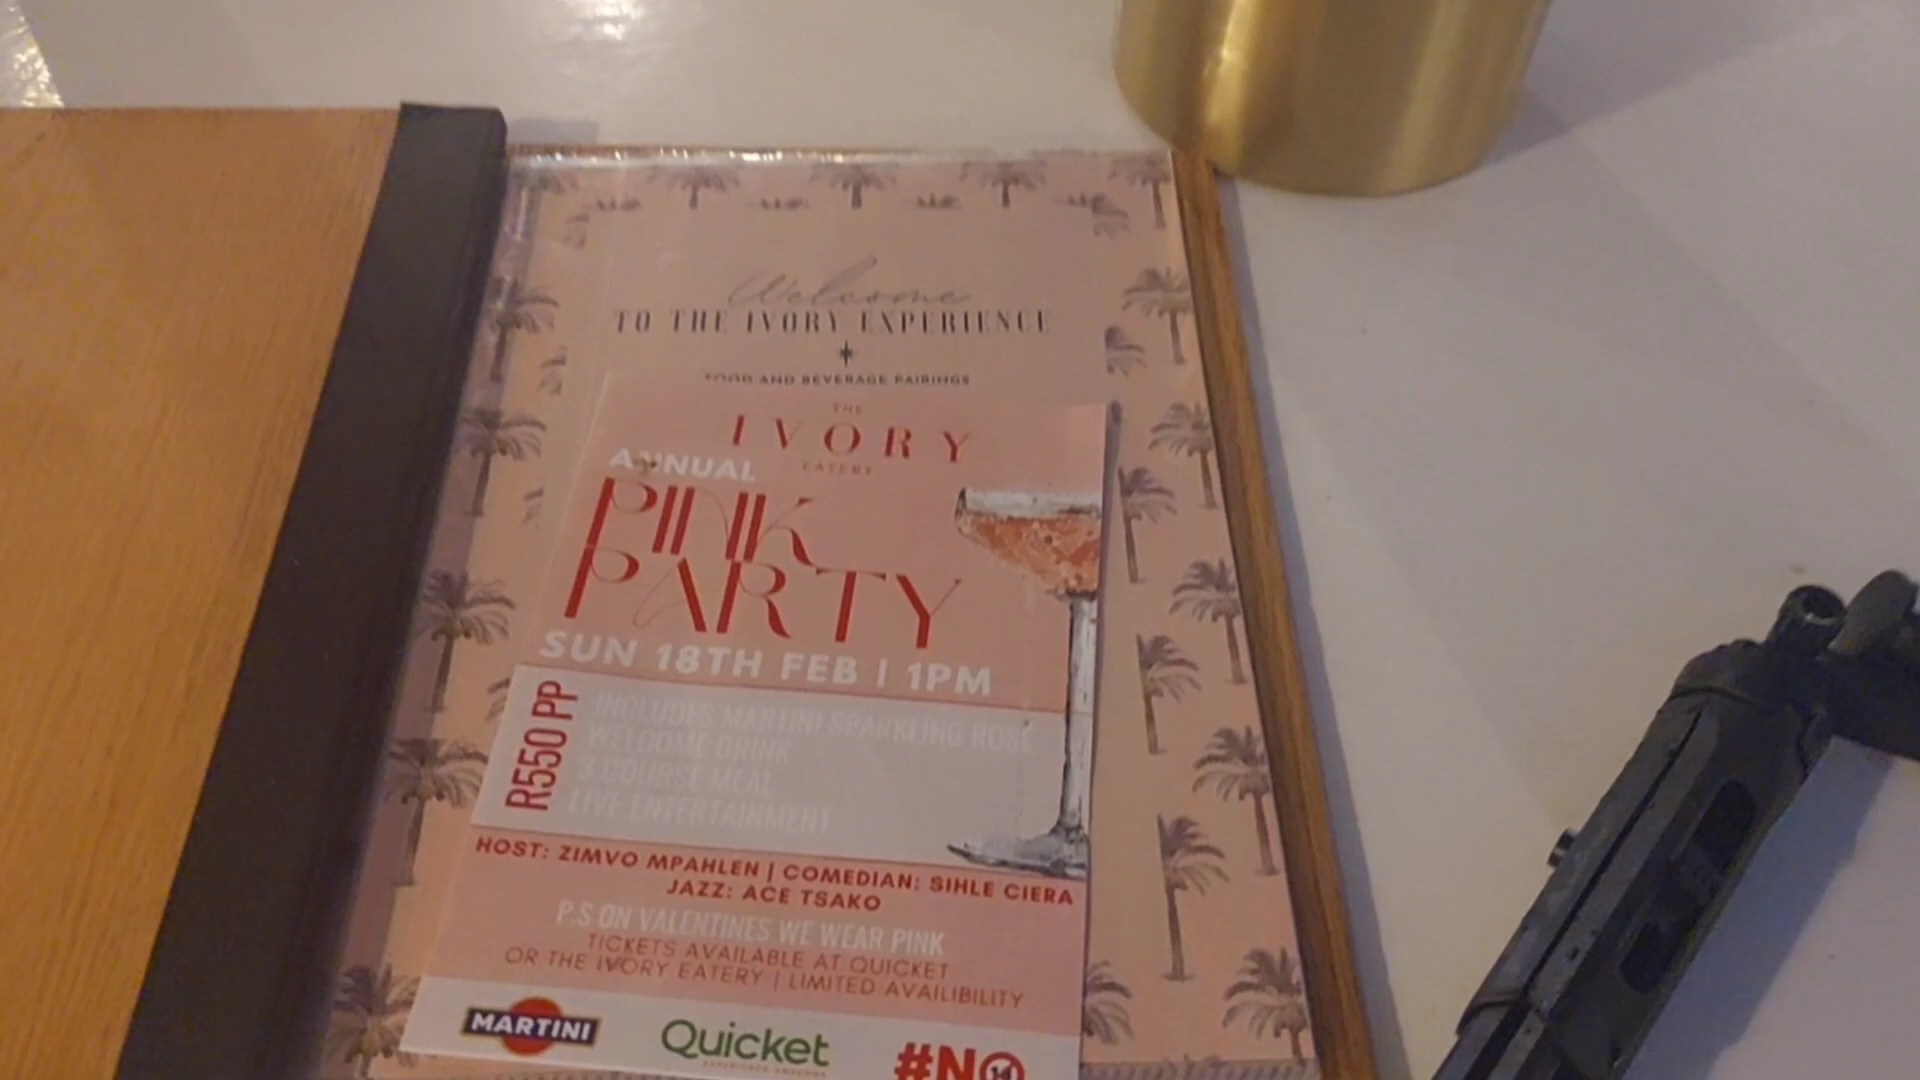 Welcome
TO THE IVORY EXPERIENCE
FOOD AND BEVERAGE PAIRINGS
THE
IVORY
EATERY
ANNUAL
PINK
PARTY
SUN 18TH FEB | 1PM
R550 PP
INCLUDES MARTINI SPARKLING ROSE
WELCOME DRINK
3 COURSE MEAL
LIVE ENTERTAINMENT
HOST: ZIMVO MPAHLEN | COMEDIAN: SIHLE CIERA
JAZZ: ACE TSAKO
P.S ON VALENTINES WE WEAR PINK
TICKETS AVAILABLE AT QUICKET
OR THE IVORY EATERY | LIMITED AVAILIBILITY
MARTINI
Quicket
#NO